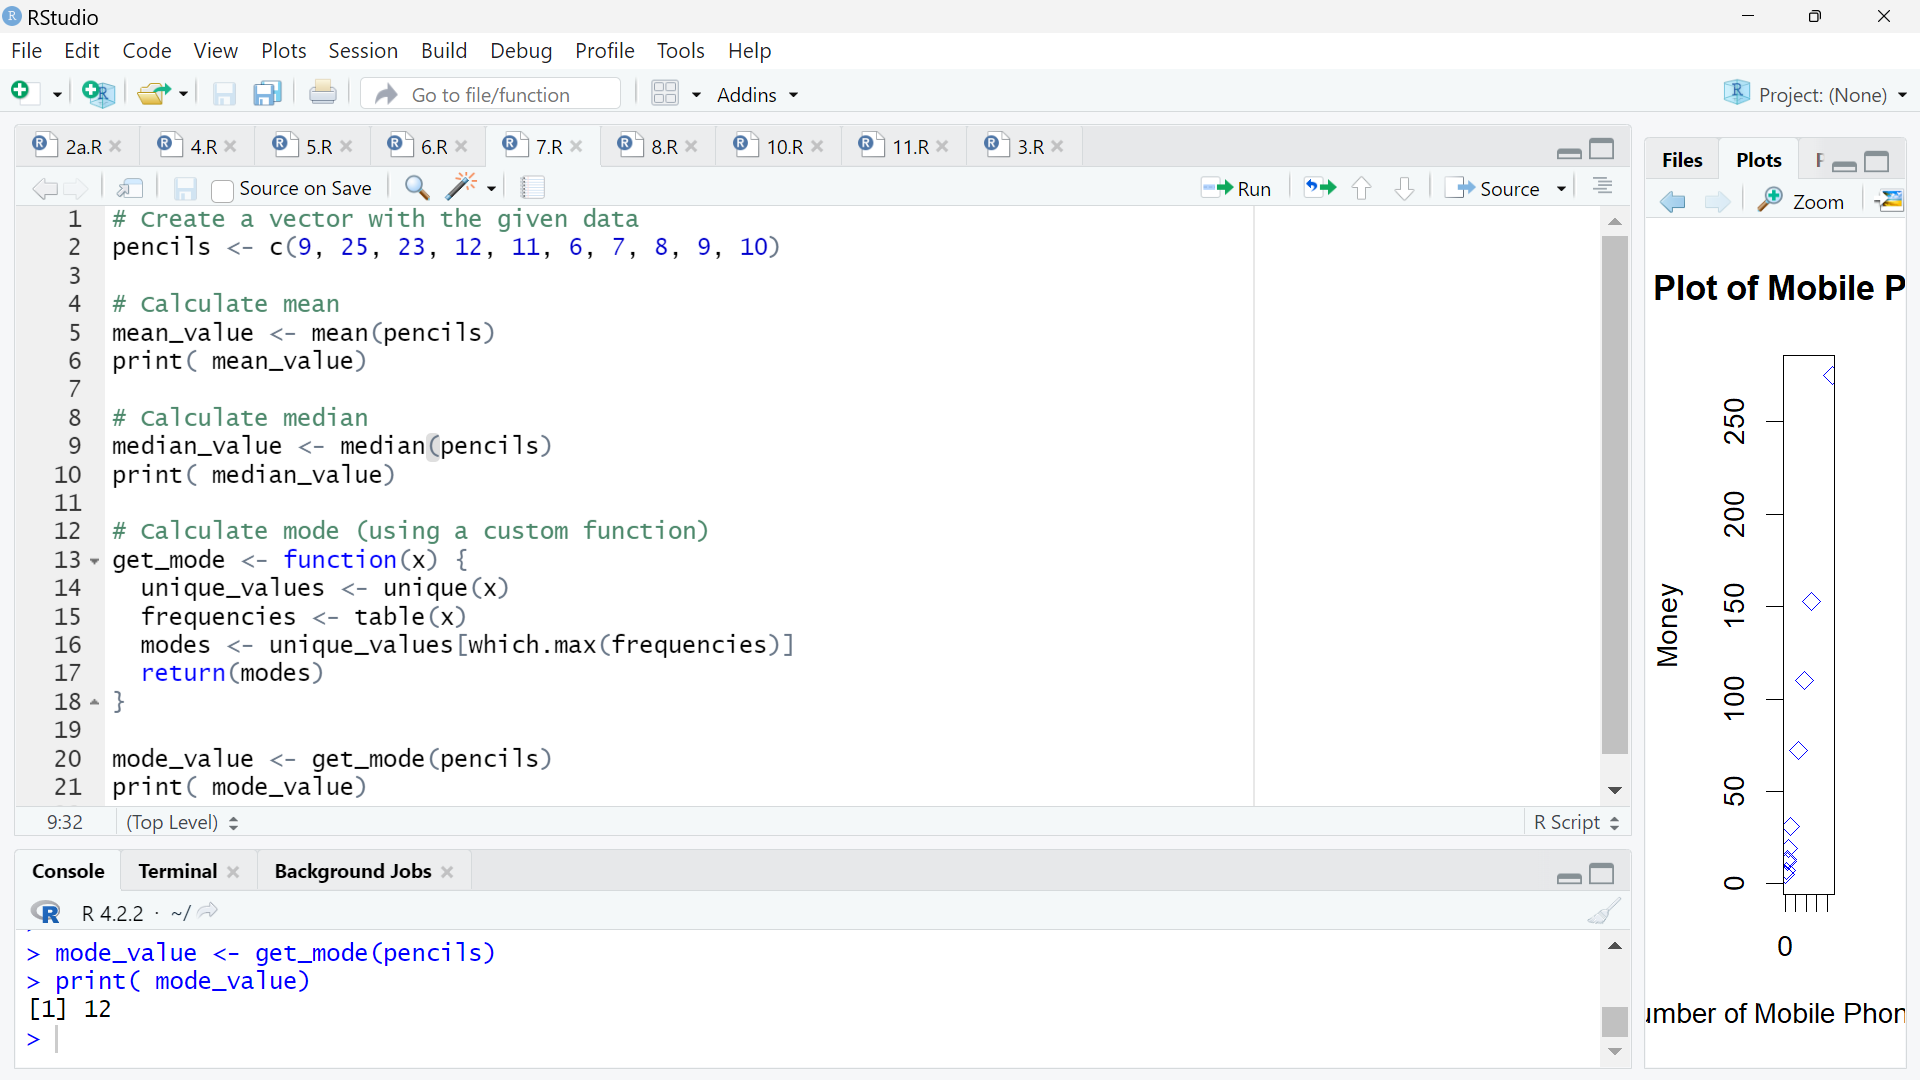 RStudio
File Edit Code View Plots Session Build Debug Profile Tools Help
Go to file/function Addins Project: (None)
2a.R 4.R 5.R 6.R 7.R 8.R 10.R 11.R 3.R
Source on Save Run Source
1 # Create a vector with the given data
2 pencils <- c(9, 25, 23, 12, 11, 6, 7, 8, 9, 10)
3
4 # Calculate mean
5 mean_value <- mean(pencils)
6 print( mean_value)
7
8 # Calculate median
9 median_value <- median(pencils)
10 print( median_value)
11
12 # Calculate mode (using a custom function)
13 get_mode <- function(x) {
14 unique_values <- unique(x)
15 frequencies <- table(x)
16 modes <- unique_values[which.max(frequencies)]
17 return(modes)
18 }
19
20 mode_value <- get_mode(pencils)
21 print( mode_value)
9:32 (Top Level) R Script
Console Terminal Background Jobs
R 4.2.2 · ~/
> mode_value <- get_mode(pencils)
> print( mode_value)
[1] 12
>
Files Plots
Zoom
Plot of Mobile P
Money
250
200
150
100
50
0
0
umber of Mobile Phon